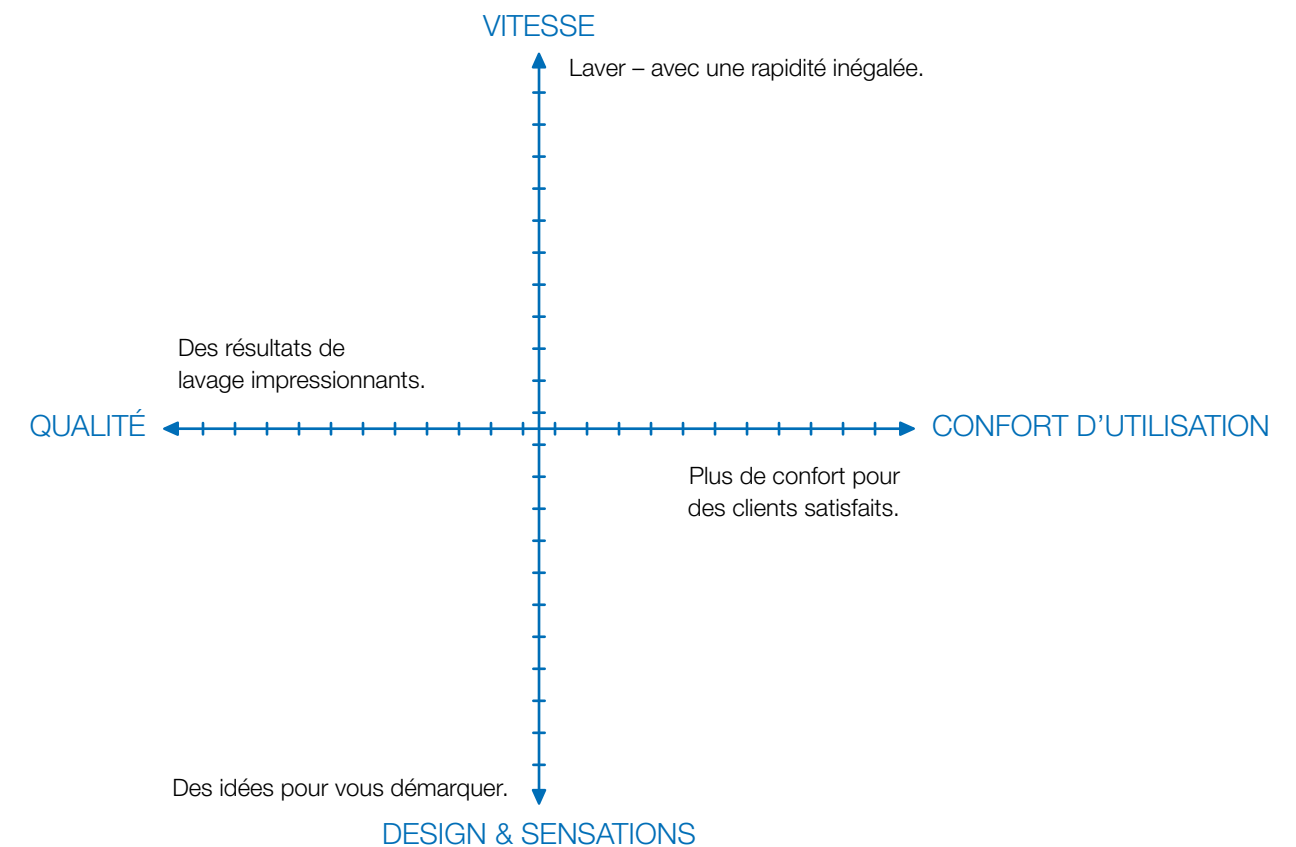 VITESSE
Laver – avec une rapidité inégalée.
Des résultats de
lavage impressionnants.
QUALITÉ
CONFORT D’UTILISATION
Plus de confort pour
des clients satisfaits.
Des idées pour vous démarquer.
DESIGN & SENSATIONS